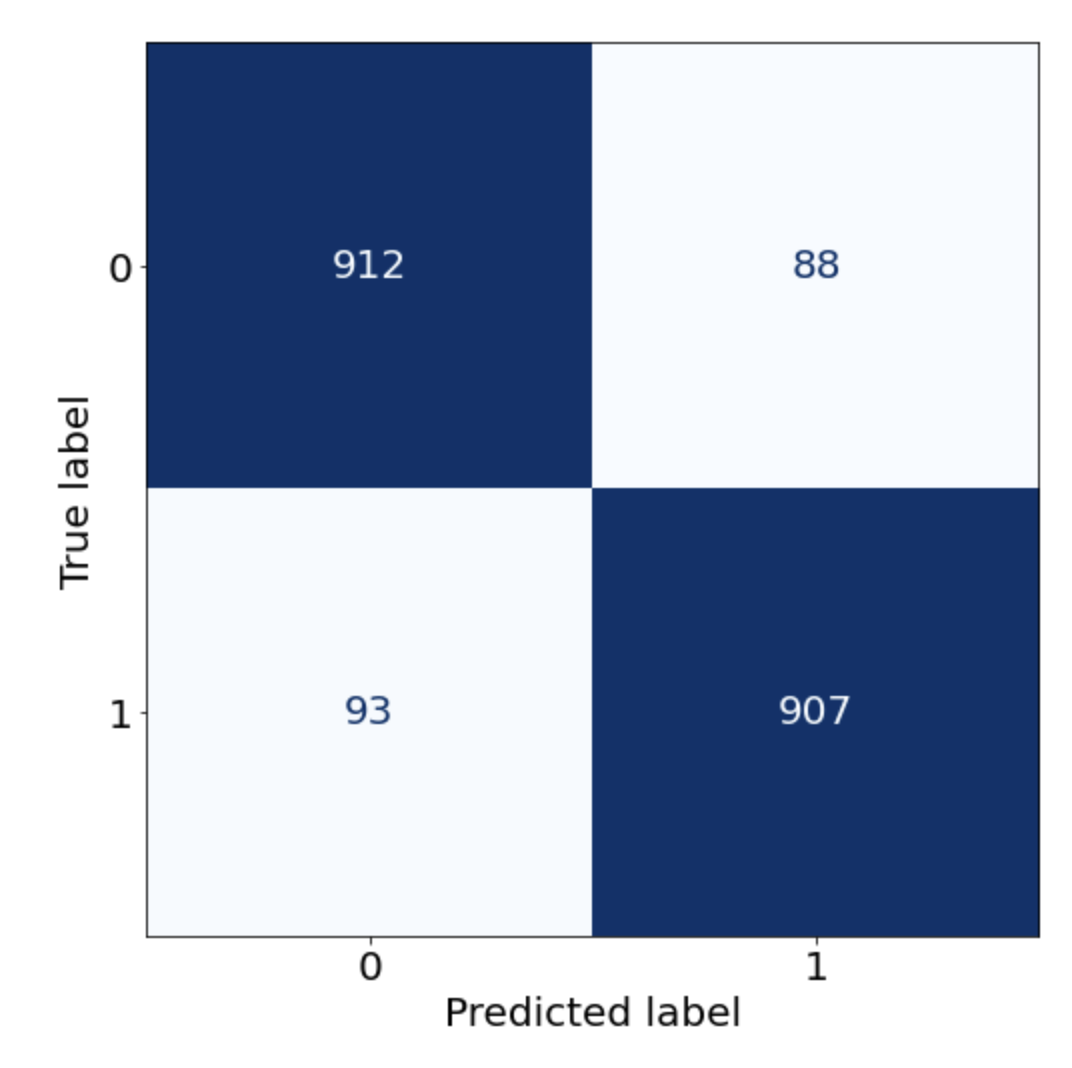 0 912 88
True label
1 93 907
0 1
Predicted label